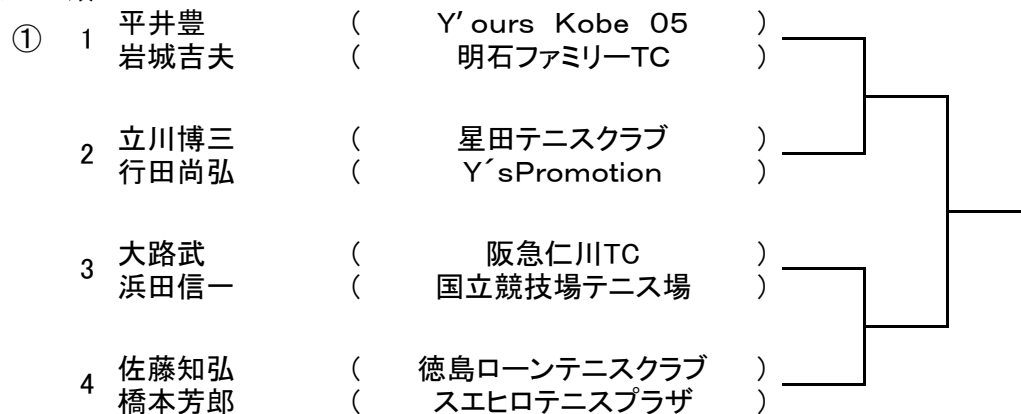 ① 1 平井豊 ( Y'ours Kobe 05 )
岩城吉夫 ( 明石ファミリーTC )
2 立川博三 ( 星田テニスクラブ )
行田尚弘 ( Y´sPromotion )
3 大路武 ( 阪急仁川TC )
浜田信一 ( 国立競技場テニス場 )
4 佐藤知弘 ( 徳島ローンテニスクラブ )
橋本芳郎 ( スエヒロテニスプラザ )